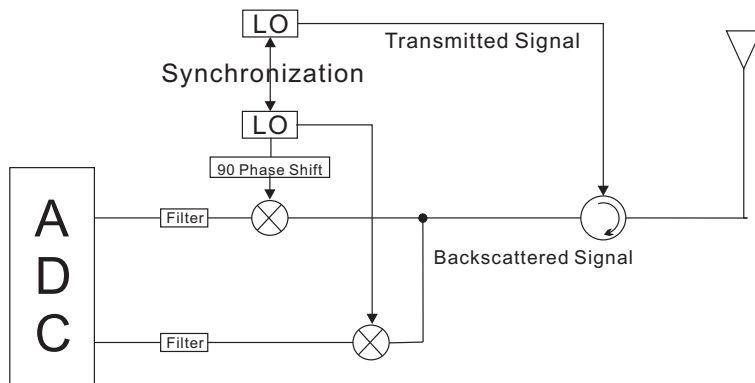 LO
Transmitted Signal
Synchronization
LO
90 Phase Shift
A
D
C
Filter
Backscattered Signal
Filter